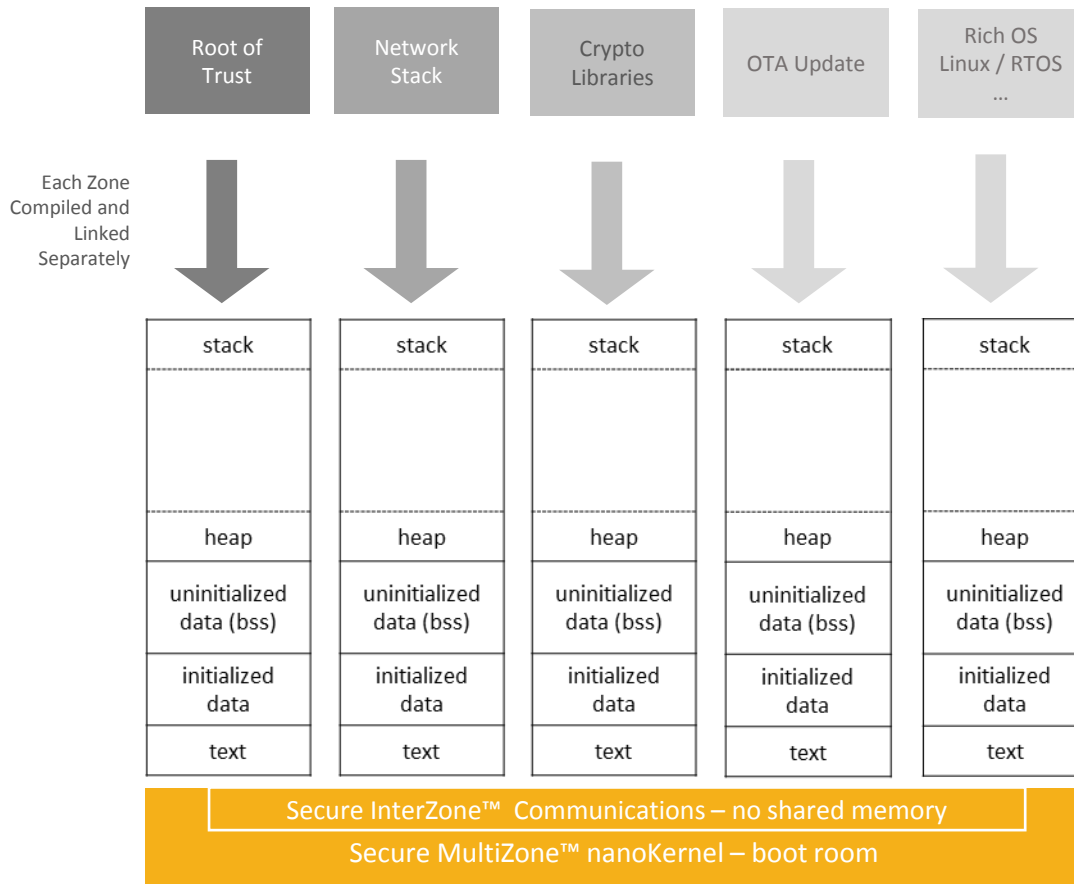 Root of
Trust
Network
Stack
Crypto
Libraries
OTA Update
Rich OS
Linux / RTOS
...
Each Zone
Compiled and
Linked
Separately
stack
stack
stack
stack
stack
heap
heap
heap
heap
heap
uninitialized
data (bss)
uninitialized
data (bss)
uninitialized
data (bss)
uninitialized
data (bss)
uninitialized
data (bss)
initialized
data
initialized
data
initialized
data
initialized
data
initialized
data
text
text
text
text
text
Secure InterZone™ Communications – no shared memory
Secure MultiZone™ nanoKernel – boot room